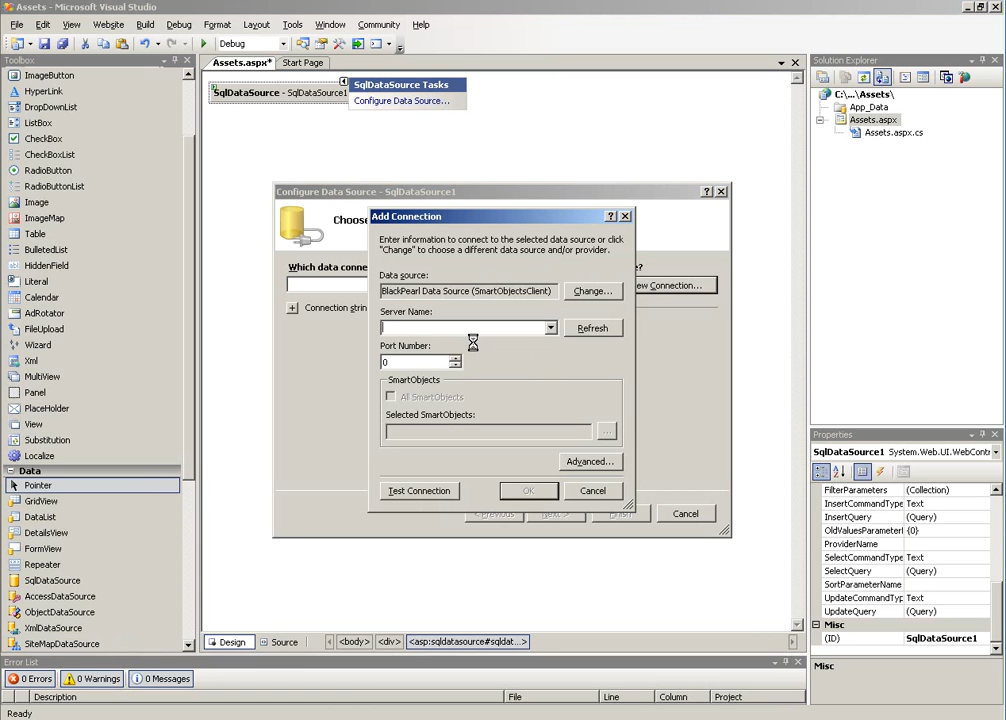 Assets - Microsoft Visual Studio
File Edit View Website Build Debug Format Layout Tools Window Community Help
Debug
Toolbox
ImageButton
HyperLink
DropDownList
ListBox
CheckBox
CheckBoxList
RadioButton
RadioButtonList
Image
ImageMap
Table
BulletedList
HiddenField
Literal
Calendar
AdRotator
FileUpload
Wizard
Xml
MultiView
Panel
PlaceHolder
View
Substitution
Localize
Data
Pointer
GridView
DataList
DetailsView
FormView
Repeater
SqlDataSource
AccessDataSource
ObjectDataSource
XmlDataSource
SiteMapDataSource
Assets.aspx* Start Page
SqlDataSource - SqlDataSource1
SqlDataSource Tasks
Configure Data Source...
Configure Data Source - SqlDataSource1
Choose
Which data conne
?
ew Connection...
Connection strin
Add Connection
Enter information to connect to the selected data source or click
"Change" to choose a different data source and/or provider.
Data source:
BlackPearl Data Source (SmartObjectsClient)
Change...
Server Name:
Refresh
Port Number:
0
SmartObjects
All SmartObjects
Selected SmartObjects:
...
Advanced...
Test Connection OK Cancel
< Previous Next > Finish Cancel
Design Source <body> <div> <asp:sqldatasource#sqldat...>
Solution Explorer
C:\...\Assets\
App_Data
Assets.aspx
Assets.aspx.cs
Properties
SqlDataSource1 System.Web.UI.WebContr
FilterParameters (Collection)
InsertCommandType Text
InsertQuery (Query)
OldValuesParameterF {0}
ProviderName
SelectCommandType Text
SelectQuery (Query)
SortParameterName
UpdateCommandTyp Text
UpdateQuery (Query)
Misc
(ID) SqlDataSource1
Misc
Error List
0 Errors 0 Warnings 0 Messages
Description File Line Column Project
Ready